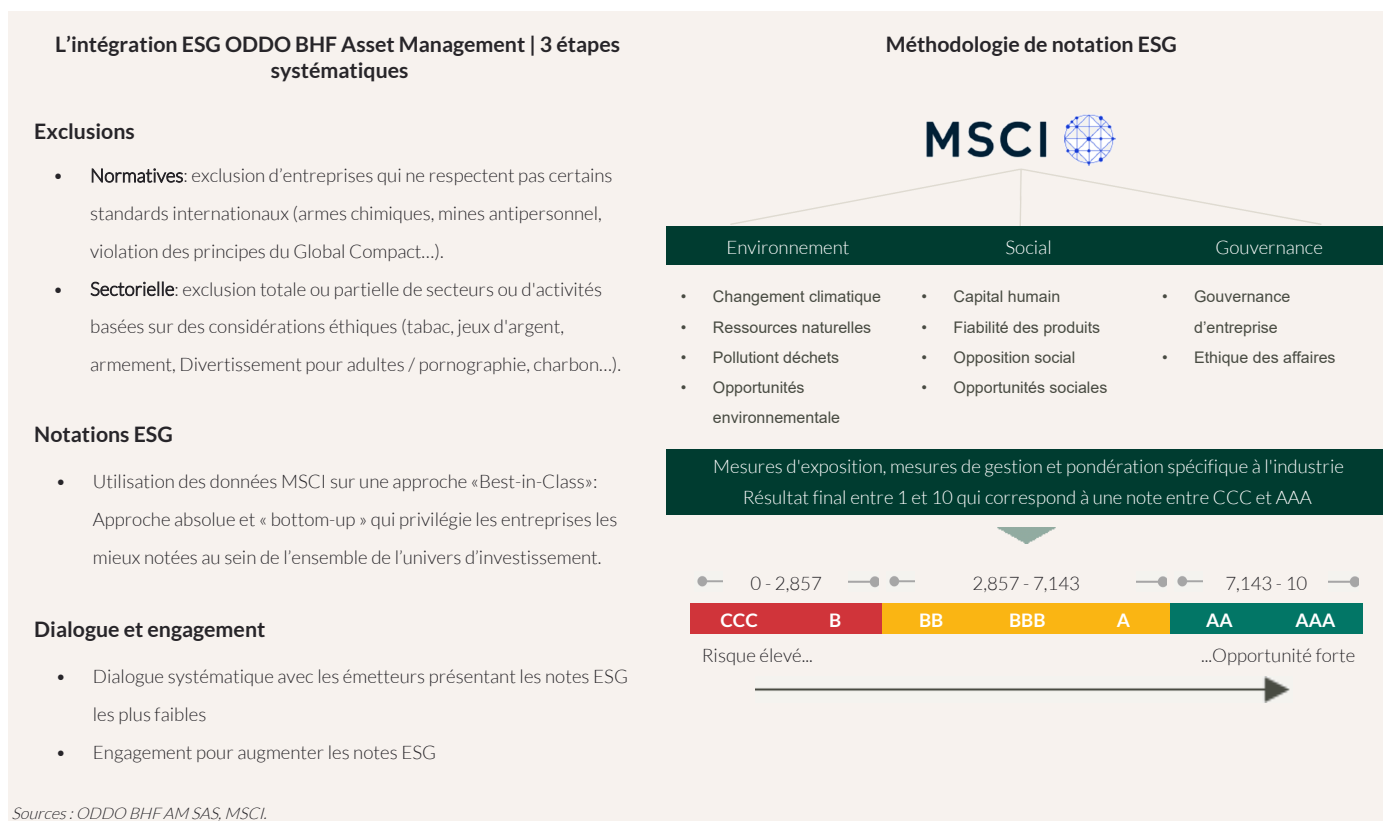 L'intégration ESG ODDO BHF Asset Management | 3 étapes
systématiques
Exclusions
• Normatives: exclusion d'entreprises qui ne respectent pas certains
standards internationaux (armes chimiques, mines antipersonnel,
violation des principes du Global Compact…).
• Sectorielle: exclusion totale ou partielle de secteurs ou d'activités
basées sur des considérations éthiques (tabac, jeux d'argent,
armement, Divertissement pour adultes / pornographie, charbon…).
Notations ESG
• Utilisation des données MSCI sur une approche «Best-in-Class»:
Approche absolue et « bottom-up » qui privilégie les entreprises les
mieux notées au sein de l'ensemble de l'univers d'investissement.
Dialogue et engagement
• Dialogue systématique avec les émetteurs présentant les notes ESG
les plus faibles
• Engagement pour augmenter les notes ESG
Méthodologie de notation ESG
MSCI
Environnement Social Gouvernance
• Changement climatique
• Ressources naturelles
• Pollutiont déchets
• Opportunités
environnementale
• Capital humain
• Fiabilité des produits
• Opposition social
• Opportunités sociales
• Gouvernance
d'entreprise
• Ethique des affaires
Mesures d'exposition, mesures de gestion et pondération spécifique à l'industrie
Résultat final entre 1 et 10 qui correspond à une note entre CCC et AAA
0 - 2,857 2,857 - 7,143 7,143 - 10
CCC B BB BBB A AA AAA
Risque élevé... ...Opportunité forte
Sources : ODDO BHF AM SAS, MSCI.